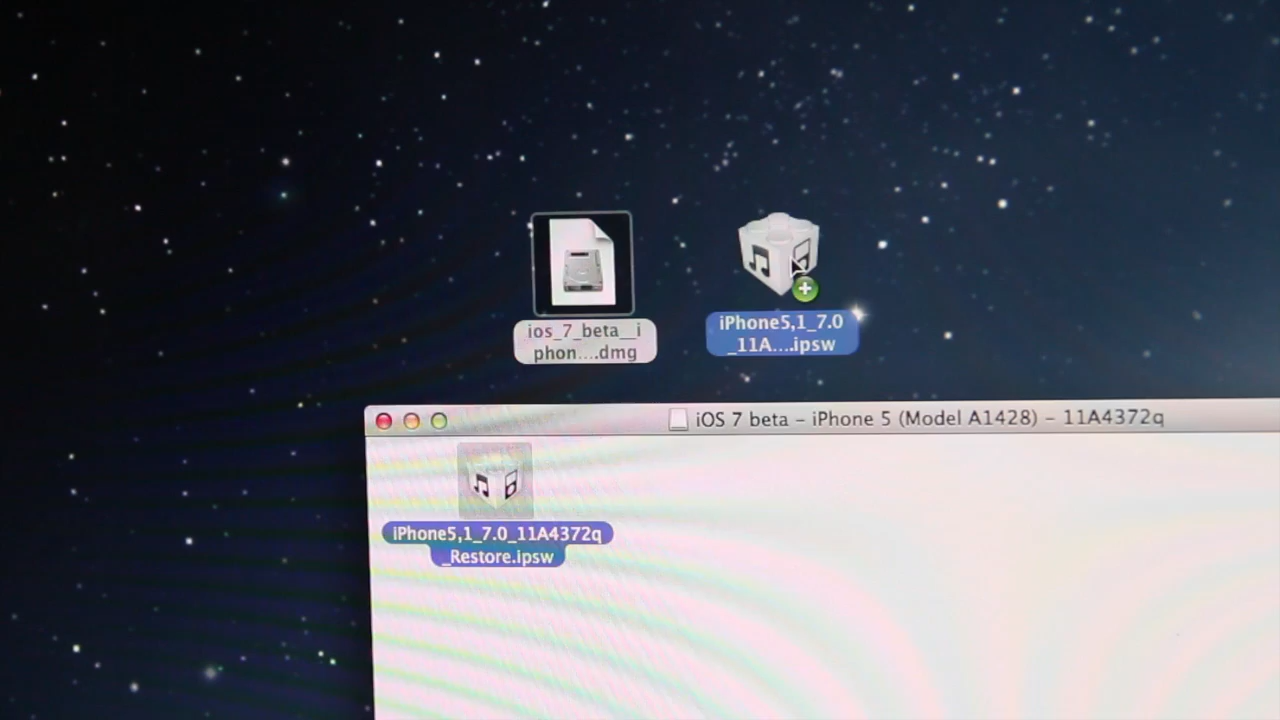 ios_7_beta__i
phon....dmg
iPhone5,1_7.0
_11A....ipsw
iOS 7 beta – iPhone 5 (Model A1428) – 11A4372q
iPhone5,1_7.0_11A4372q
_Restore.ipsw